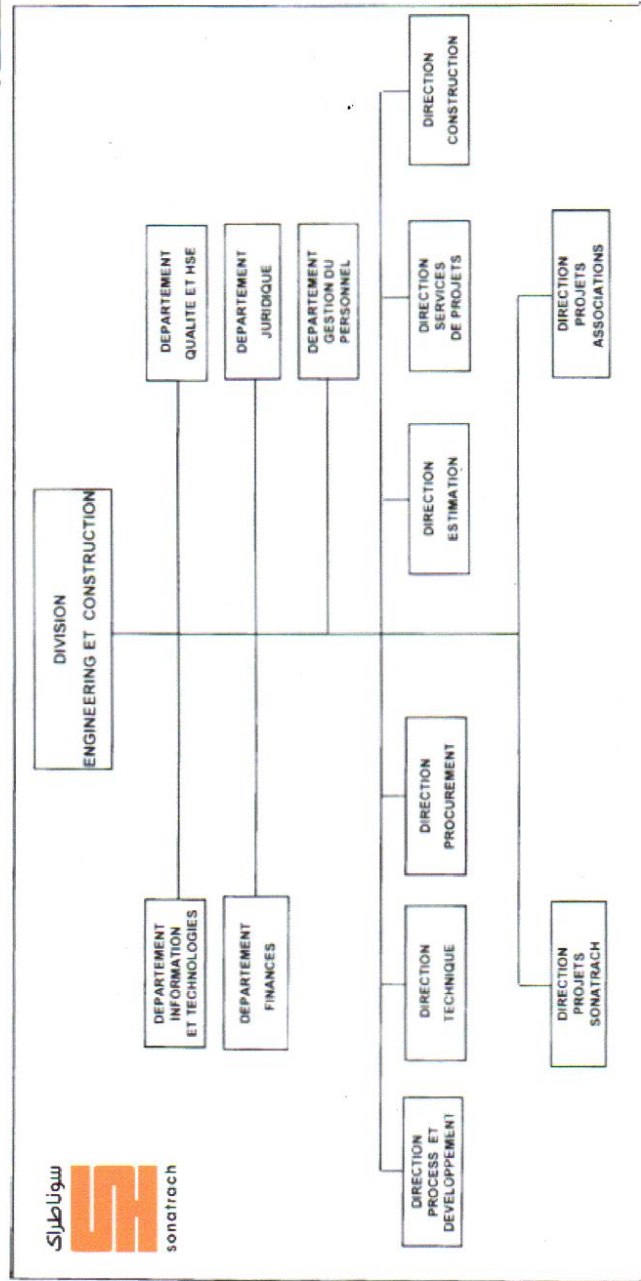 سوناطراك
sonatrach
DIVISION
ENGINEERING ET CONSTRUCTION
DEPARTEMENT
INFORMATION
ET TECHNOLOGIES
DEPARTEMENT
QUALITE ET HSE
DEPARTEMENT
FINANCES
DEPARTEMENT
JURIDIQUE
DEPARTEMENT
GESTION DU
PERSONNEL
DIRECTION
PROCESS ET
DEVELOPPEMENT
DIRECTION
TECHNIQUE
DIRECTION
PROCUREMENT
DIRECTION
ESTIMATION
DIRECTION
SERVICES
DE PROJETS
DIRECTION
CONSTRUCTION
DIRECTION
PROJETS
SONATRACH
DIRECTION
PROJETS
ASSOCIATIONS